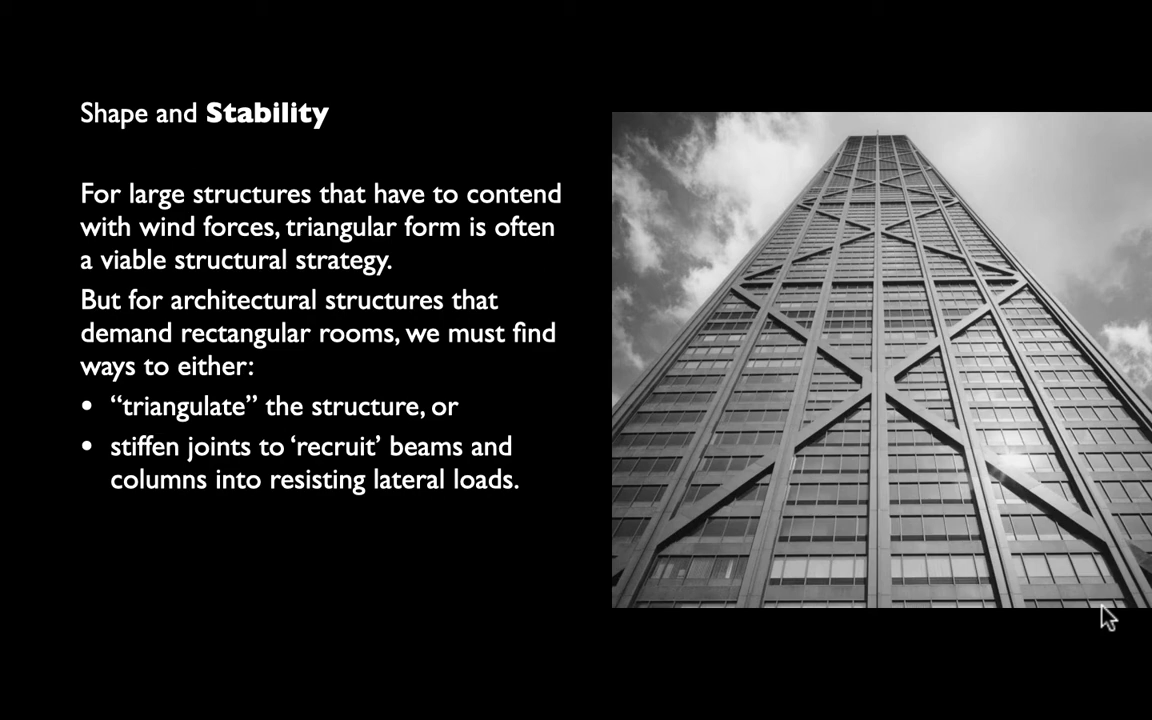 Shape and Stability
For large structures that have to contend
with wind forces, triangular form is often
a viable structural strategy.
But for architectural structures that
demand rectangular rooms, we must find
ways to either:
• “triangulate” the structure, or
• stiffen joints to ‘recruit’ beams and
columns into resisting lateral loads.